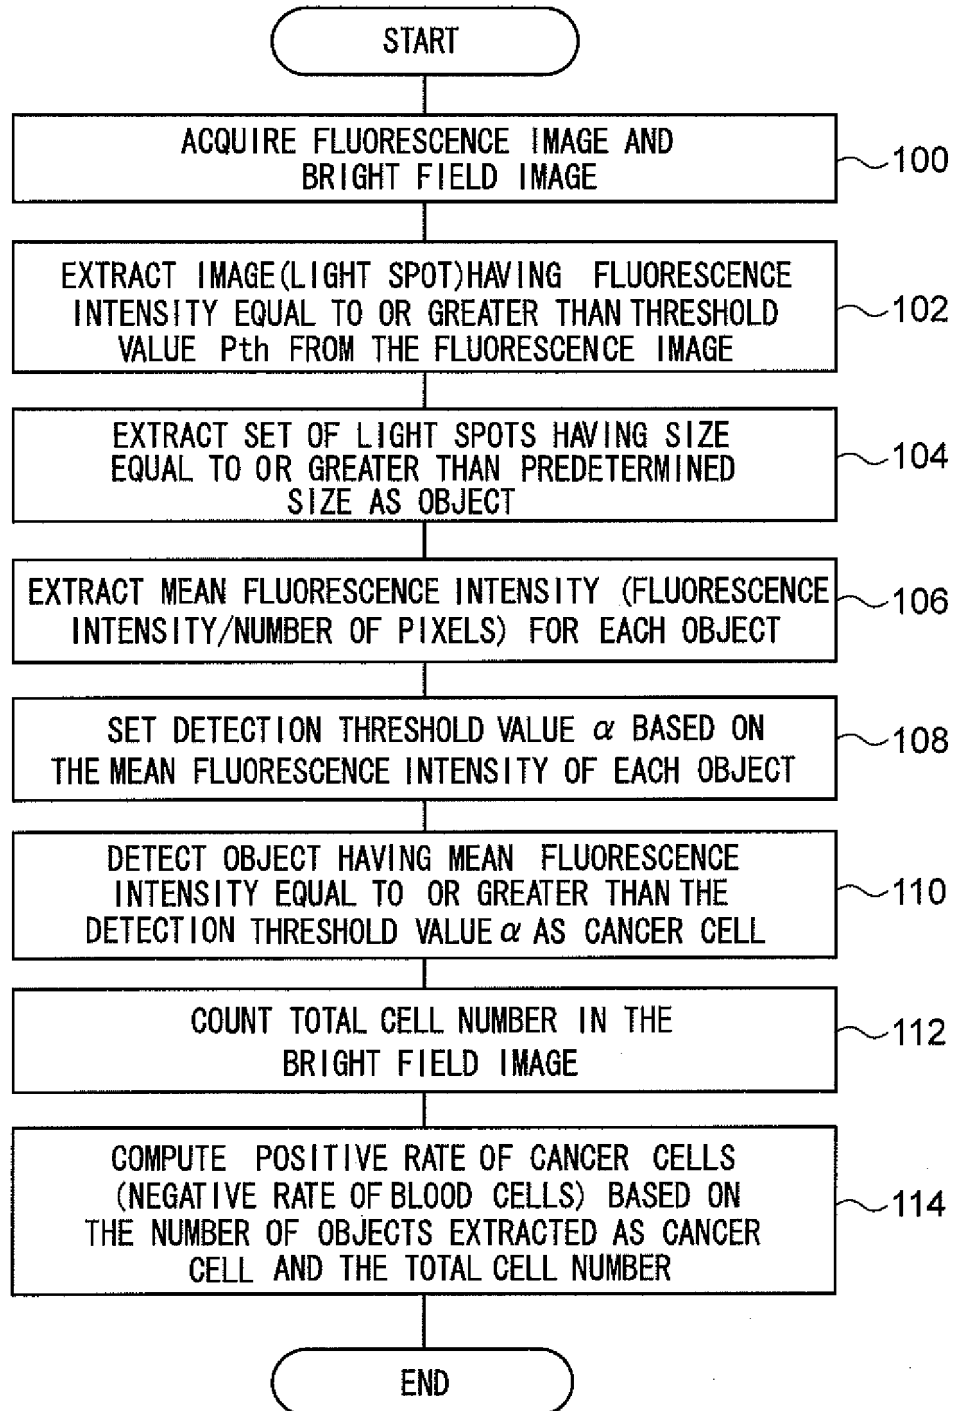 START
ACQUIRE FLUORESCENCE IMAGE AND
BRIGHT FIELD IMAGE
100
EXTRACT IMAGE(LIGHT SPOT)HAVING FLUORESCENCE
INTENSITY EQUAL TO OR GREATER THAN THRESHOLD
VALUE Pth FROM THE FLUORESCENCE IMAGE
102
EXTRACT SET OF LIGHT SPOTS HAVING SIZE
EQUAL TO OR GREATER THAN PREDETERMINED
SIZE AS OBJECT
104
EXTRACT MEAN FLUORESCENCE INTENSITY (FLUORESCENCE
INTENSITY/NUMBER OF PIXELS) FOR EACH OBJECT
106
SET DETECTION THRESHOLD VALUE α BASED ON
THE MEAN FLUORESCENCE INTENSITY OF EACH OBJECT
108
DETECT OBJECT HAVING MEAN FLUORESCENCE
INTENSITY EQUAL TO OR GREATER THAN THE
DETECTION THRESHOLD VALUE α AS CANCER CELL
110
COUNT TOTAL CELL NUMBER IN THE
BRIGHT FIELD IMAGE
112
COMPUTE POSITIVE RATE OF CANCER CELLS
(NEGATIVE RATE OF BLOOD CELLS) BASED ON
THE NUMBER OF OBJECTS EXTRACTED AS CANCER
CELL AND THE TOTAL CELL NUMBER
114
END